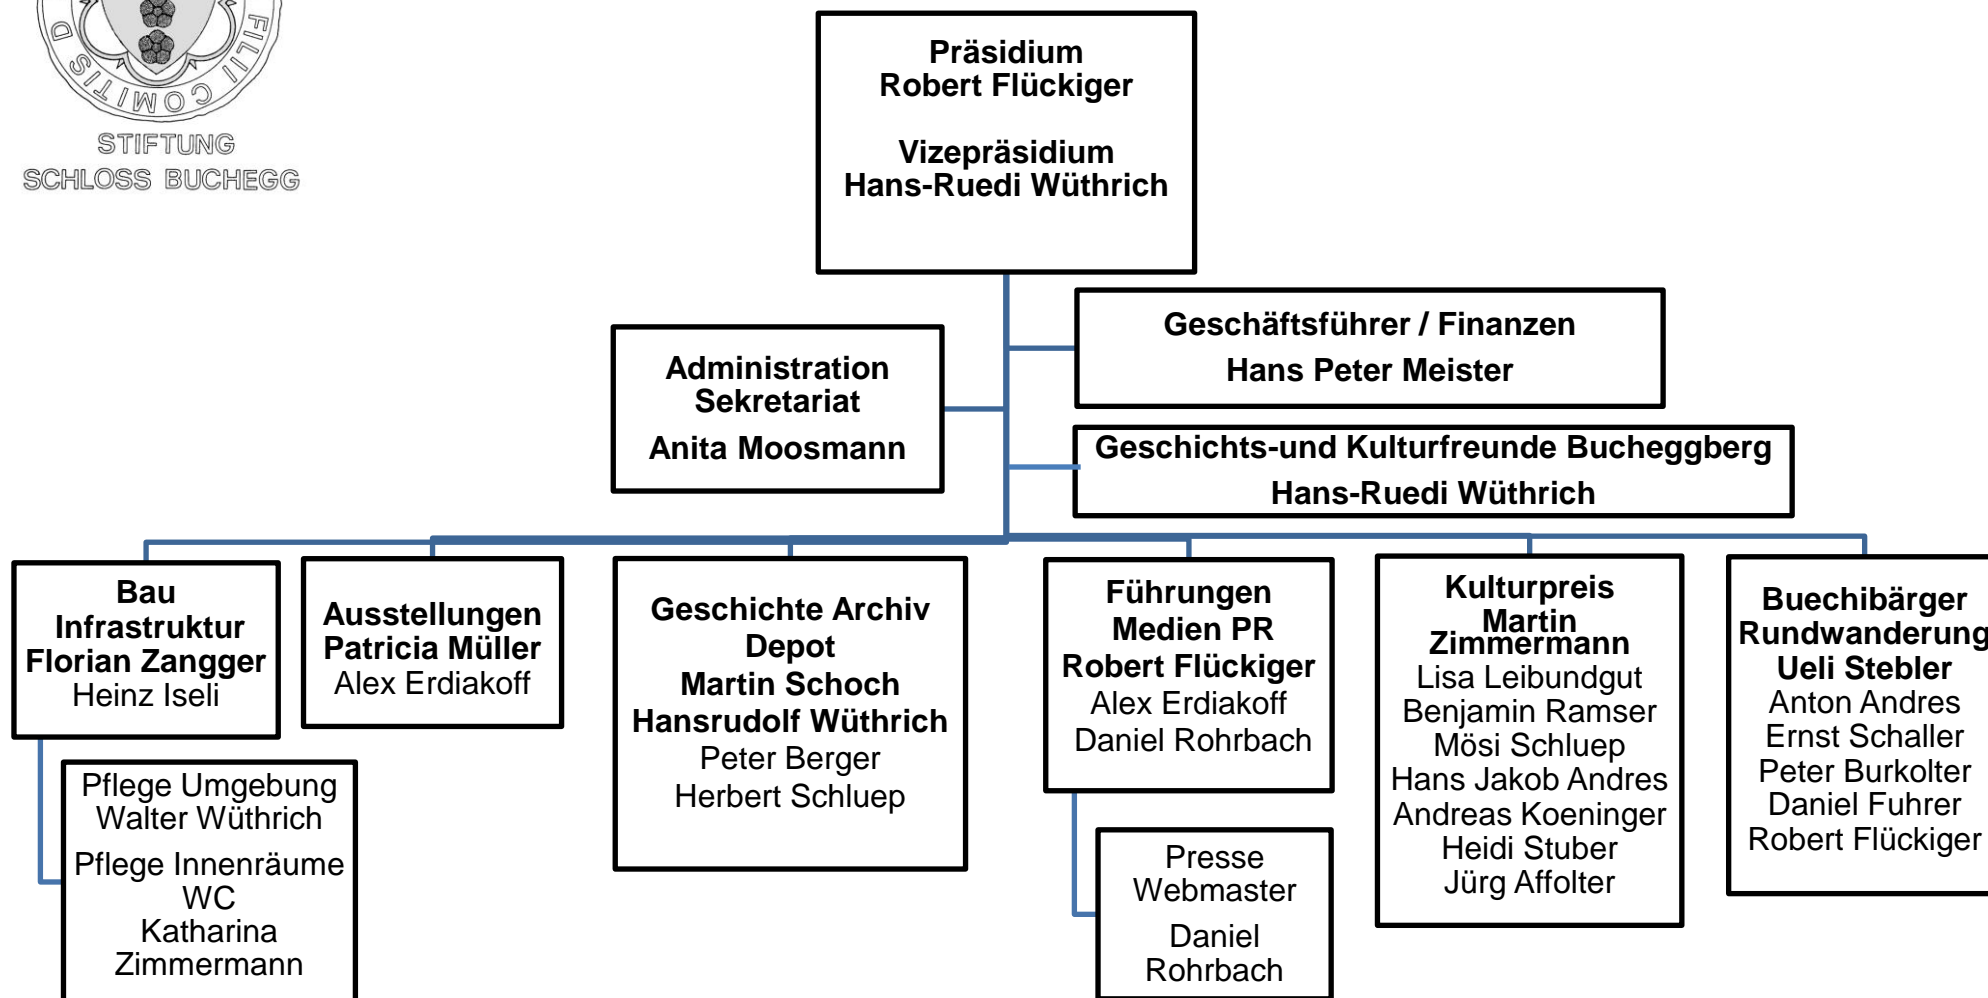 FILII COMITIS D
STIFTUNG
SCHLOSS BUCHEGG
Präsidium
Robert Flückiger
Vizepräsidium
Hans-Ruedi Wüthrich
Geschäftsführer / Finanzen
Hans Peter Meister
Administration
Sekretariat
Anita Moosmann
Geschichts-und Kulturfreunde Bucheggberg
Hans-Ruedi Wüthrich
Bau
Infrastruktur
Florian Zangger
Heinz Iseli
Pflege Umgebung
Walter Wüthrich
Pflege Innenräume
WC
Katharina
Zimmermann
Ausstellungen
Patricia Müller
Alex Erdiakoff
Geschichte Archiv
Depot
Martin Schoch
Hansrudolf Wüthrich
Peter Berger
Herbert Schluep
Führungen
Medien PR
Robert Flückiger
Alex Erdiakoff
Daniel Rohrbach
Presse
Webmaster
Daniel
Rohrbach
Kulturpreis
Martin
Zimmermann
Lisa Leibundgut
Benjamin Ramser
Mösi Schluep
Hans Jakob Andres
Andreas Koeninger
Heidi Stuber
Jürg Affolter
Buechibärger
Rundwanderung
Ueli Stebler
Anton Andres
Ernst Schaller
Peter Burkolter
Daniel Fuhrer
Robert Flückiger